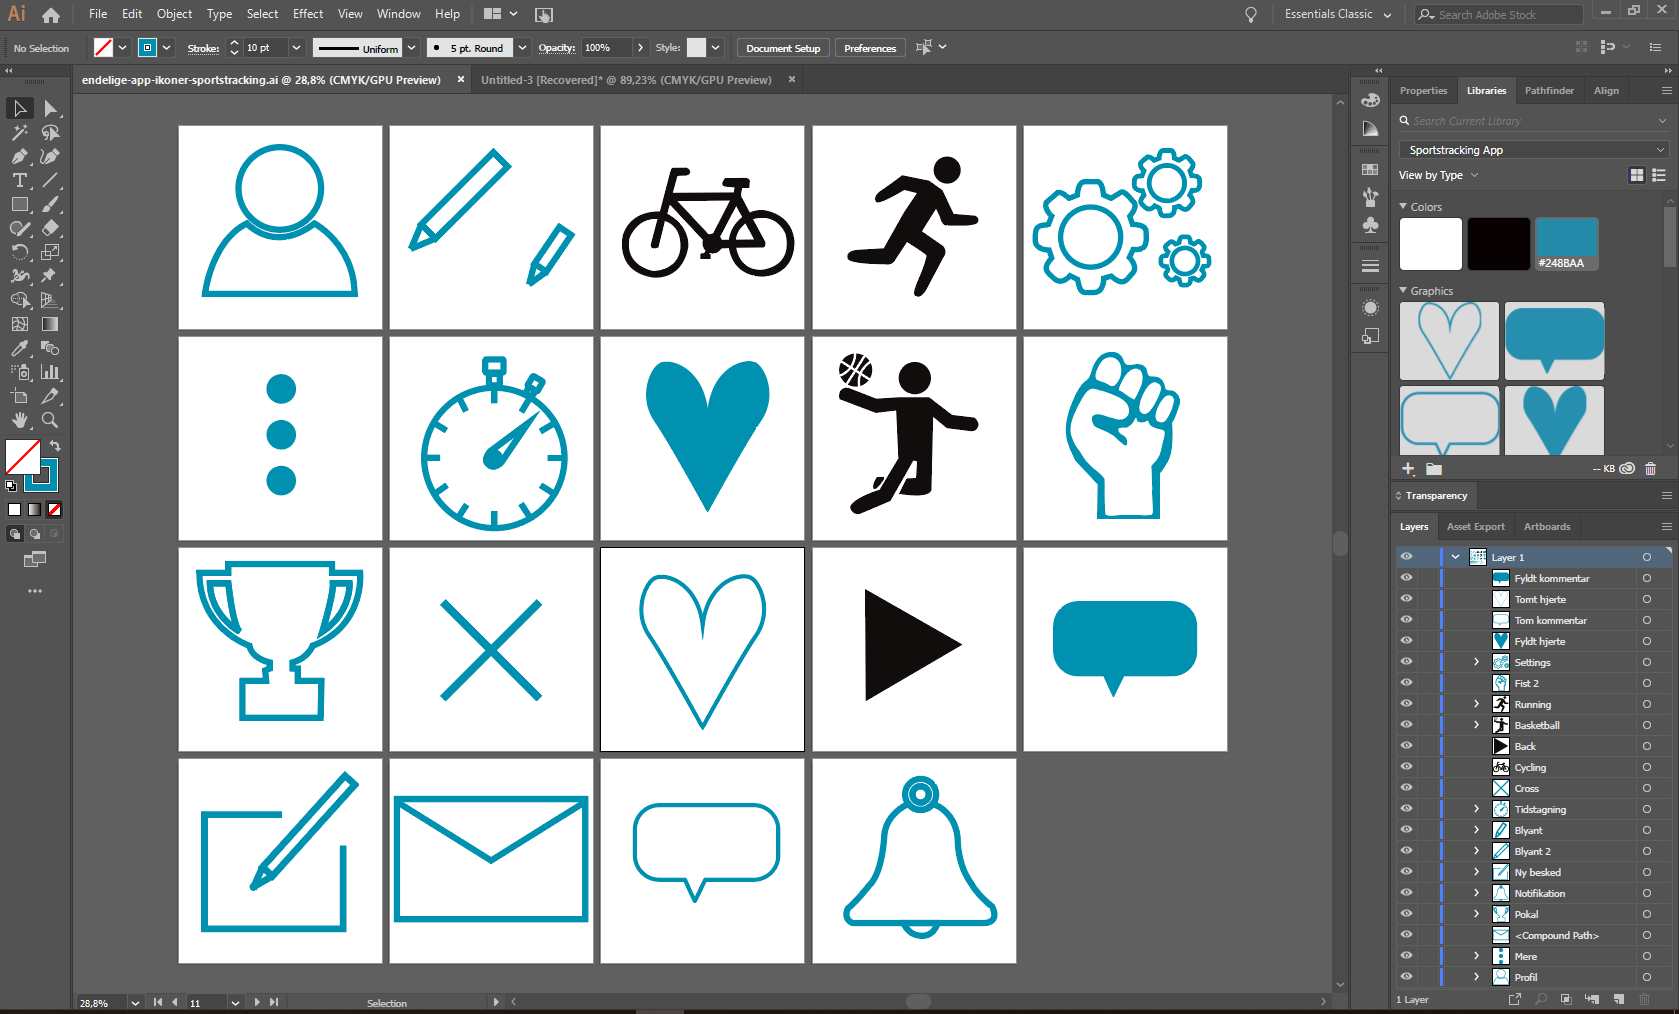 Ai File Edit Object Type Select Effect View Window Help Essentials Classic Search Adobe Stock
No Selection Stroke: 10 pt Uniform 5 pt. Round Opacity: 100% Style: Document Setup Preferences
endelige-app-ikoner-sportstracking.ai @ 28,8% (CMYK/GPU Preview) × Untitled-3 [Recovered]* @ 89,23% (CMYK/GPU Preview) ×
Properties Libraries Pathfinder Align
Search Current Library
Sportstracking App
View by Type
Colors
#248BAA
Graphics
-- KB
Transparency
Layers Asset Export Artboards
Layer 1
Fyldt kommentar
Tomt hjerte
Tom kommentar
Fyldt hjerte
Settings
Fist 2
Running
Basketball
Back
Cycling
Cross
Tidstagning
Blyant
Blyant 2
Ny besked
Notifikation
Pokal
<Compound Path>
Mere
Profil
1 Layer
28,8% 11 Selection